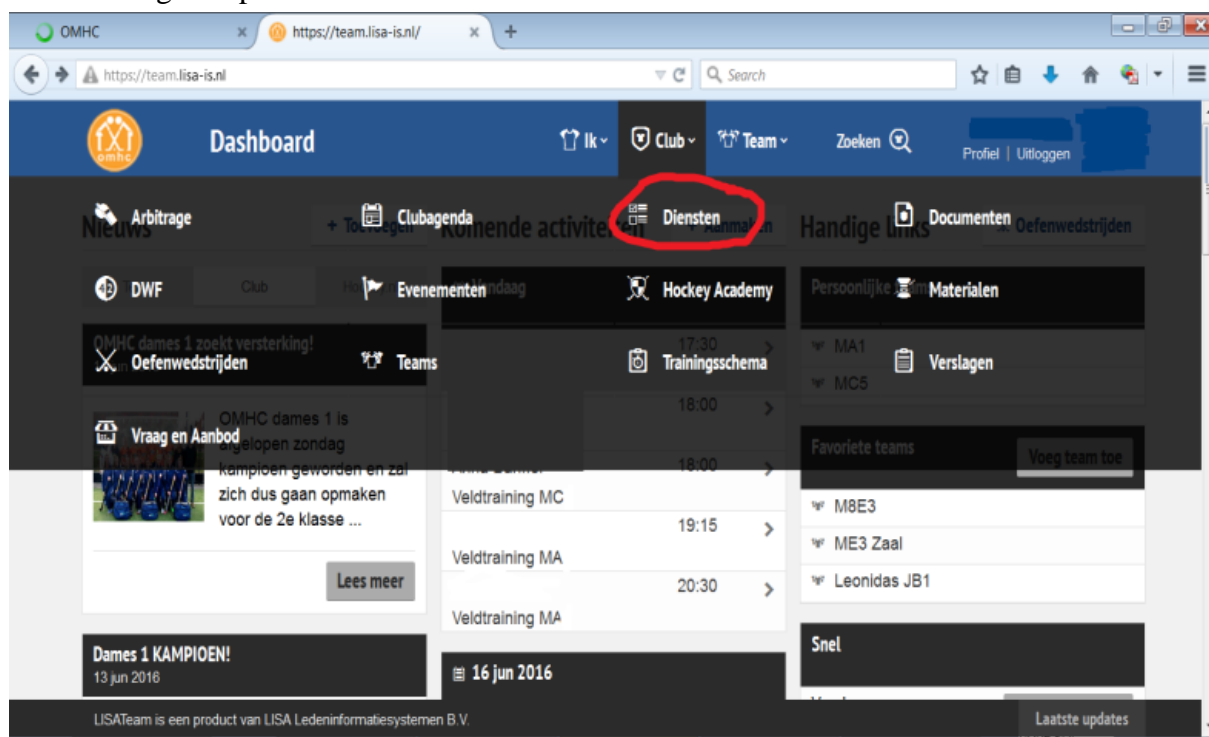 OMHC
https://team.lisa-is.nl/
https://team.lisa-is.nl
Search
omhc
Dashboard
Ik
Club
Team
Zoeken
Profiel | Uitloggen
Arbitrage
Clubagenda
Diensten
Documenten
Nieuws
+ Toevoegen
Komende activiteiten
+ Aanmaken
Handige links
Oefenwedstrijden
DWF
Evenementen
Hockey Academy
Materialen
Club
Vandaag
Persoonlijke
OMHC dames 1 zoekt versterking!
17:30
MA1
Oefenwedstrijden
Teams
Trainingsschema
Verslagen
MC5
18:00
Vraag en Aanbod
OMHC dames 1 is
afgelopen zondag
kampioen geworden en zal
zich dus gaan opmaken
voor de 2e klasse ...
Lees meer
18:00
Veldtraining MC
19:15
Veldtraining MA
20:30
Veldtraining MA
Favoriete teams
Voeg team toe
M8E3
ME3 Zaal
Leonidas JB1
Dames 1 KAMPIOEN!
13 jun 2016
16 jun 2016
Snel
LISATeam is een product van LISA Ledeninformatiesystemen B.V.
Laatste updates